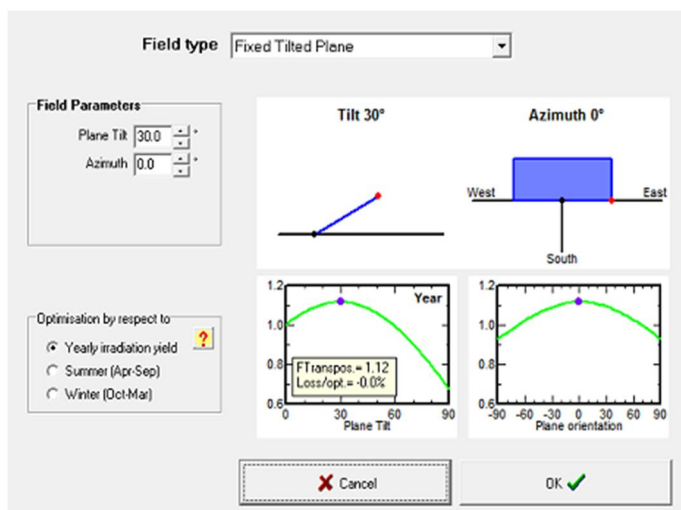 Field type Fixed Tilted Plane
Field Parameters
Plane Tilt 30.0 °
Azimuth 0.0 °
Tilt 30°
Azimuth 0°
West East
South
Optimisation by respect to
Yearly irradiation yield
Summer (Apr-Sep)
Winter (Oct-Mar)
?
1.2
1.0
0.8
0.6
Year
FTranspos.= 1.12
Loss/opt.= -0.0%
0 30 60 90
Plane Tilt
1.2
1.0
0.8
0.6
-90 -60 -30 0 30 60 90
Plane orientation
Cancel
OK